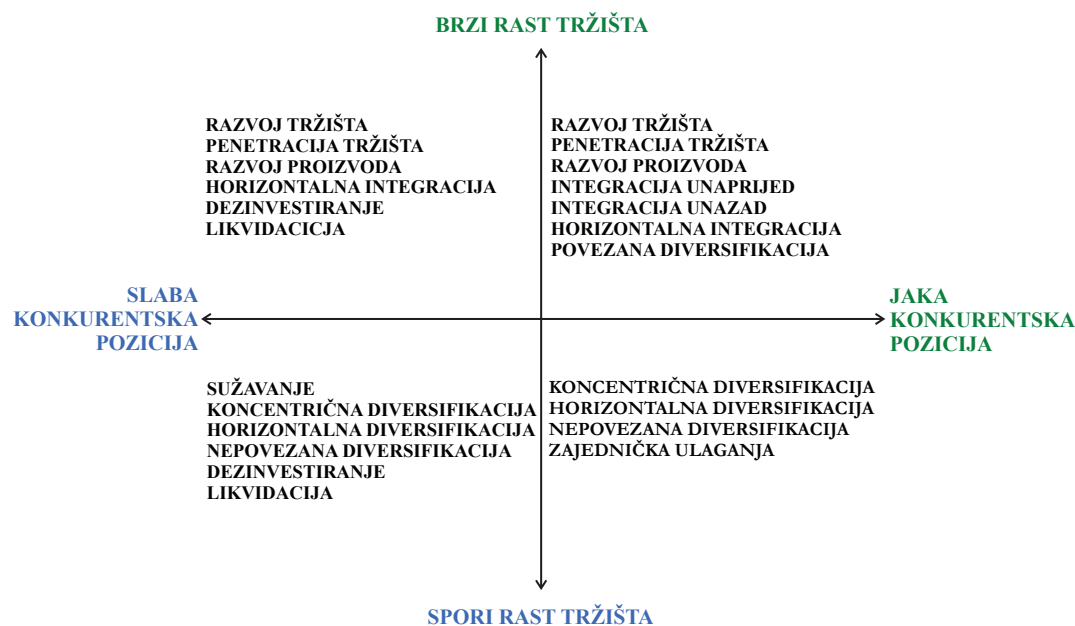 BRZI RAST TRŽIŠTA
RAZVOJ TRŽIŠTA
PENETRACIJA TRŽIŠTA
RAZVOJ PROIZVODA
HORIZONTALNA INTEGRACIJA
DEZINVESTIRANJE
LIKVIDACICJA
RAZVOJ TRŽIŠTA
PENETRACIJA TRŽIŠTA
RAZVOJ PROIZVODA
INTEGRACIJA UNAPRIJED
INTEGRACIJA UNAZAD
HORIZONTALNA INTEGRACIJA
POVEZANA DIVERSIFIKACIJA
SLABA
KONKURENTSKA
POZICIJA
JAKA
KONKURENTSKA
POZICIJA
SUŽAVANJE
KONCENTRIČNA DIVERSIFIKACIJA
HORIZONTALNA DIVERSIFIKACIJA
NEPOVEZANA DIVERSIFIKACIJA
DEZINVESTIRANJE
LIKVIDACIJA
KONCENTRIČNA DIVERSIFIKACIJA
HORIZONTALNA DIVERSIFIKACIJA
NEPOVEZANA DIVERSIFIKACIJA
ZAJEDNIČKA ULAGANJA
SPORI RAST TRŽIŠTA